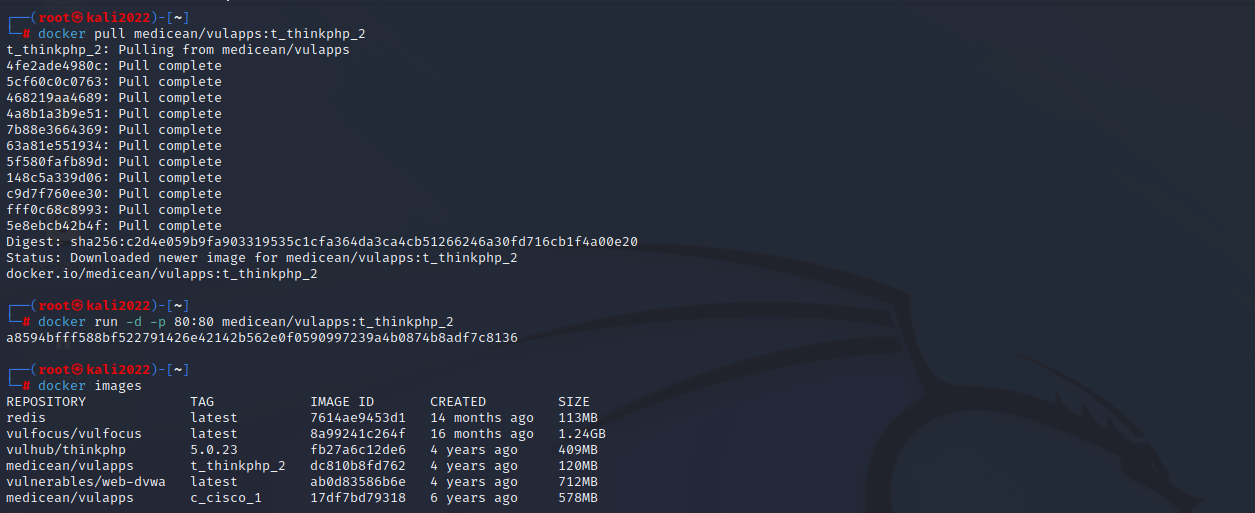 ┌──(root㉿kali2022)-[~]
└─# docker pull medicean/vulapps:t_thinkphp_2
t_thinkphp_2: Pulling from medicean/vulapps
4fe2ade4980c: Pull complete
5cf60c0c0763: Pull complete
468219aa4689: Pull complete
4a8b1a3b9e51: Pull complete
7b88e3664369: Pull complete
63a81e551934: Pull complete
5f580fafb89d: Pull complete
148c5a339d06: Pull complete
c9d7f760ee30: Pull complete
fff0c68c8993: Pull complete
5e8ebcb42b4f: Pull complete
Digest: sha256:c2d4e059b9fa903319535c1cfa364da3ca4cb51266246a30fd716cb1f4a00e20
Status: Downloaded newer image for medicean/vulapps:t_thinkphp_2
docker.io/medicean/vulapps:t_thinkphp_2
┌──(root㉿kali2022)-[~]
└─# docker run -d -p 80:80 medicean/vulapps:t_thinkphp_2
a8594bfff588bf522791426e42142b562e0f0590997239a4b0874b8adf7c8136
┌──(root㉿kali2022)-[~]
└─# docker images
REPOSITORY TAG IMAGE ID CREATED SIZE
redis latest 7614ae9453d1 14 months ago 113MB
vulfocus/vulfocus latest 8a99241c264f 16 months ago 1.24GB
vulhub/thinkphp 5.0.23 fb27a6c12de6 4 years ago 409MB
medicean/vulapps t_thinkphp_2 dc810b8fd762 4 years ago 120MB
vulnerables/web-dvwa latest ab0d83586b6e 4 years ago 712MB
medicean/vulapps c_cisco_1 17df7bd79318 6 years ago 578MB